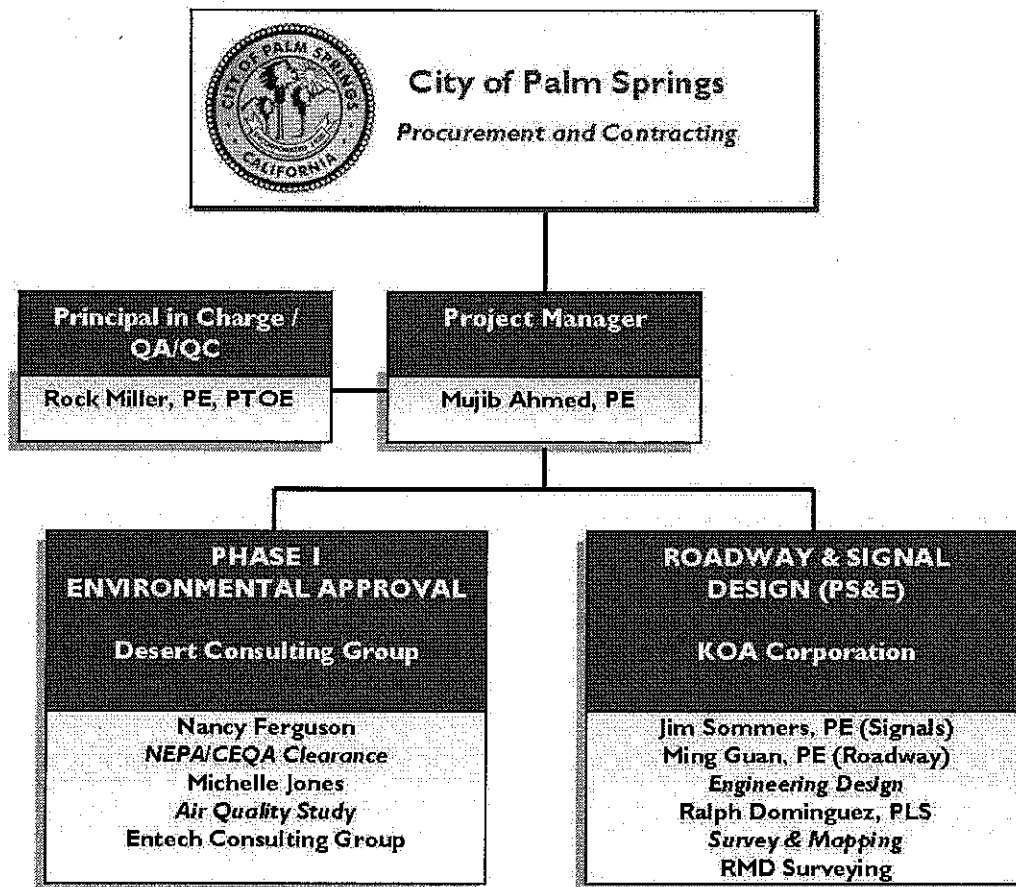 CITY OF PALM SPRINGS
CALIFORNIA
City of Palm Springs
Procurement and Contracting
Principal in Charge /
QA/QC
Rock Miller, PE, PTOE
Project Manager
Mujib Ahmed, PE
PHASE I
ENVIRONMENTAL APPROVAL
Desert Consulting Group
Nancy Ferguson
NEPA/CEQA Clearance
Michelle Jones
Air Quality Study
Entech Consulting Group
ROADWAY & SIGNAL
DESIGN (PS&E)
KOA Corporation
Jim Sommers, PE (Signals)
Ming Guan, PE (Roadway)
Engineering Design
Ralph Dominguez, PLS
Survey & Mapping
RMD Surveying